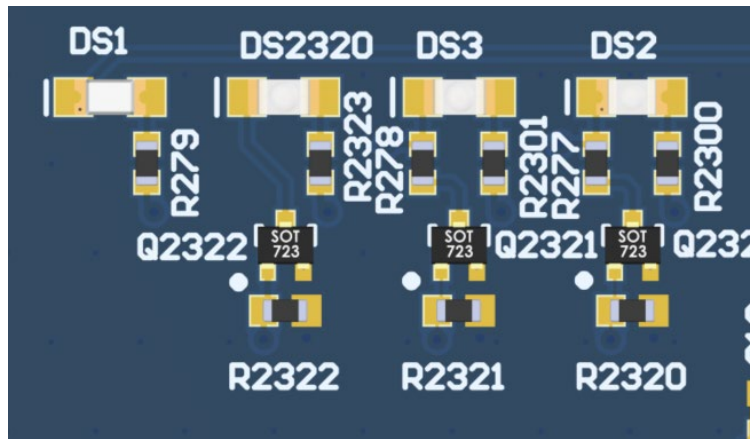 DS1
DS2320
DS3
DS2
R279
R2323
R278
R2301
R277
R2300
Q2322
SOT
723
SOT
723
Q2321
SOT
723
R2322
R2321
R2320